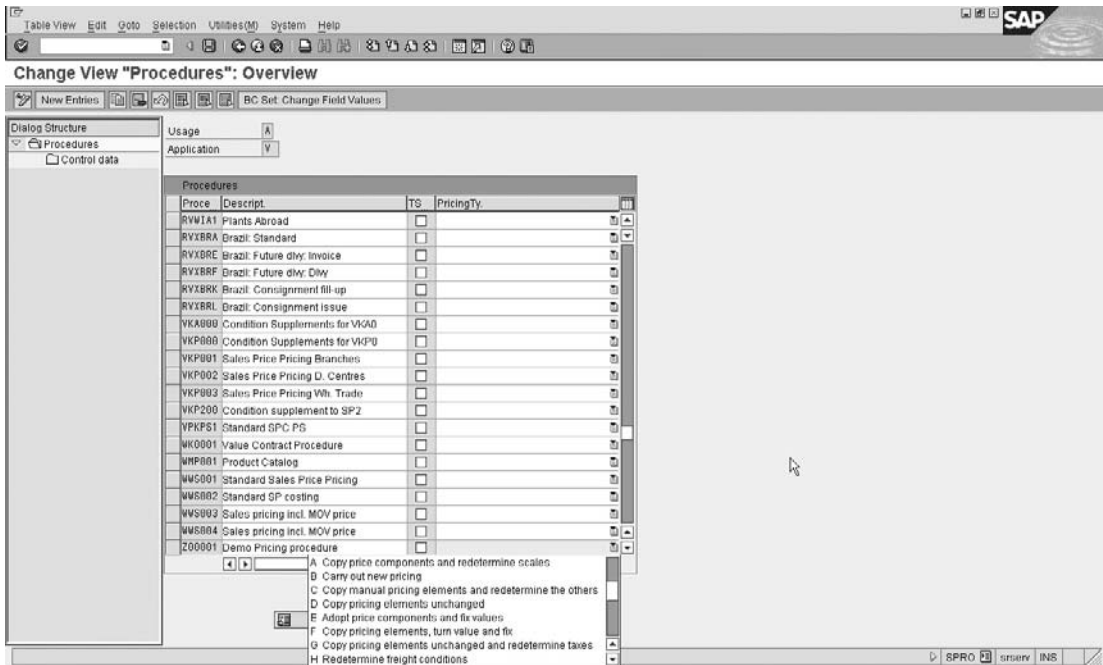 Table View Edit Goto Selection Utilities(M) System Help
SAP
Change View "Procedures": Overview
New Entries BC Set: Change Field Values
Dialog Structure
Procedures
Control data
Usage A
Application V
Procedures
Proce Descript. TS PricingTy.
RVWIA1 Plants Abroad
RVXBRA Brazil: Standard
RVXBRE Brazil: Future dlvy: Invoice
RVXBRF Brazil: Future dlvy: Dlvy
RVXBRK Brazil: Consignment fill-up
RVXBRL Brazil: Consignment issue
VKA000 Condition Supplements for VKA0
VKP000 Condition Supplements for VKP0
VKP001 Sales Price Pricing Branches
VKP002 Sales Price Pricing D. Centres
VKP003 Sales Price Pricing Wh. Trade
VKP200 Condition supplement to SP2
VPKPS1 Standard SPC PS
WK0001 Value Contract Procedure
WMP001 Product Catalog
WWS001 Standard Sales Price Pricing
WWS002 Standard SP costing
WWS003 Sales pricing incl. MOV price
WWS004 Sales pricing incl. MOV price
Z00001 Demo Pricing procedure
A Copy price components and redetermine scales
B Carry out new pricing
C Copy manual pricing elements and redetermine the others
D Copy pricing elements unchanged
E Adopt price components and fix values
F Copy pricing elements, turn value and fix
G Copy pricing elements unchanged and redetermine taxes
H Redetermine freight conditions
SPRO srserv INS